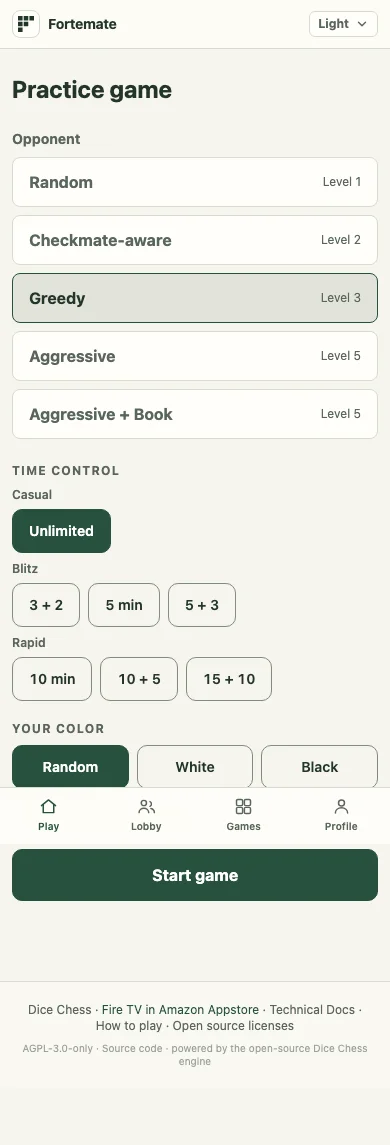 Fortemate
Light
Practice game
Opponent
Random
Level 1
Checkmate-aware
Level 2
Greedy
Level 3
Aggressive
Level 5
Aggressive + Book
Level 5
TIME CONTROL
Casual
Unlimited
Blitz
3 + 2
5 min
5 + 3
Rapid
10 min
10 + 5
15 + 10
YOUR COLOR
Random
White
Black
Play
Lobby
Games
Profile
Start game
Dice Chess · Fire TV in Amazon Appstore · Technical Docs ·
How to play · Open source licenses
AGPL-3.0-only · Source code · powered by the open-source Dice Chess
engine